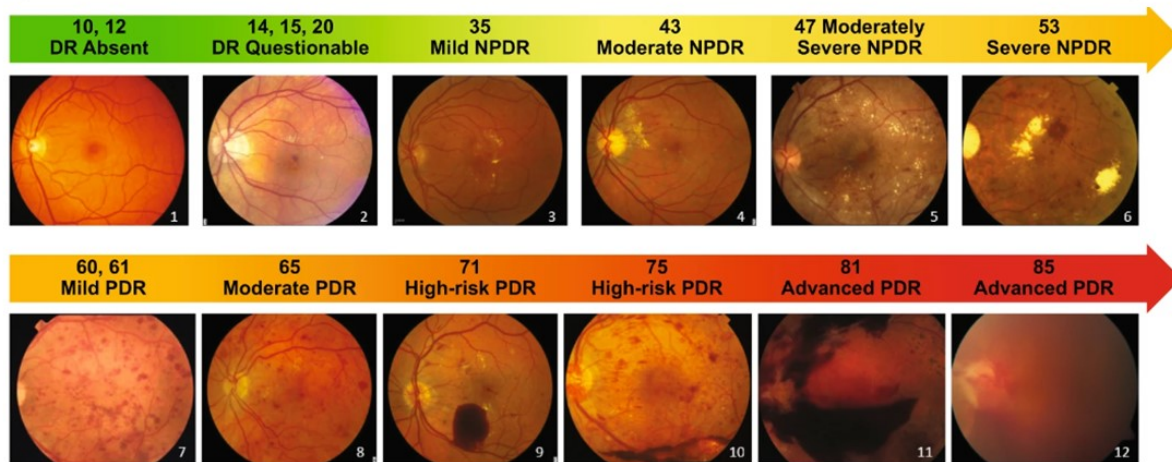 10, 12 14, 15, 20 35 43 47 Moderately 53
DR Absent DR Questionable Mild NPDR Moderate NPDR Severe NPDR Severe NPDR
1 2 3 4 5 6
60, 61 65 71 75 81 85
Mild PDR Moderate PDR High-risk PDR High-risk PDR Advanced PDR Advanced PDR
7 8 9 10 11 12